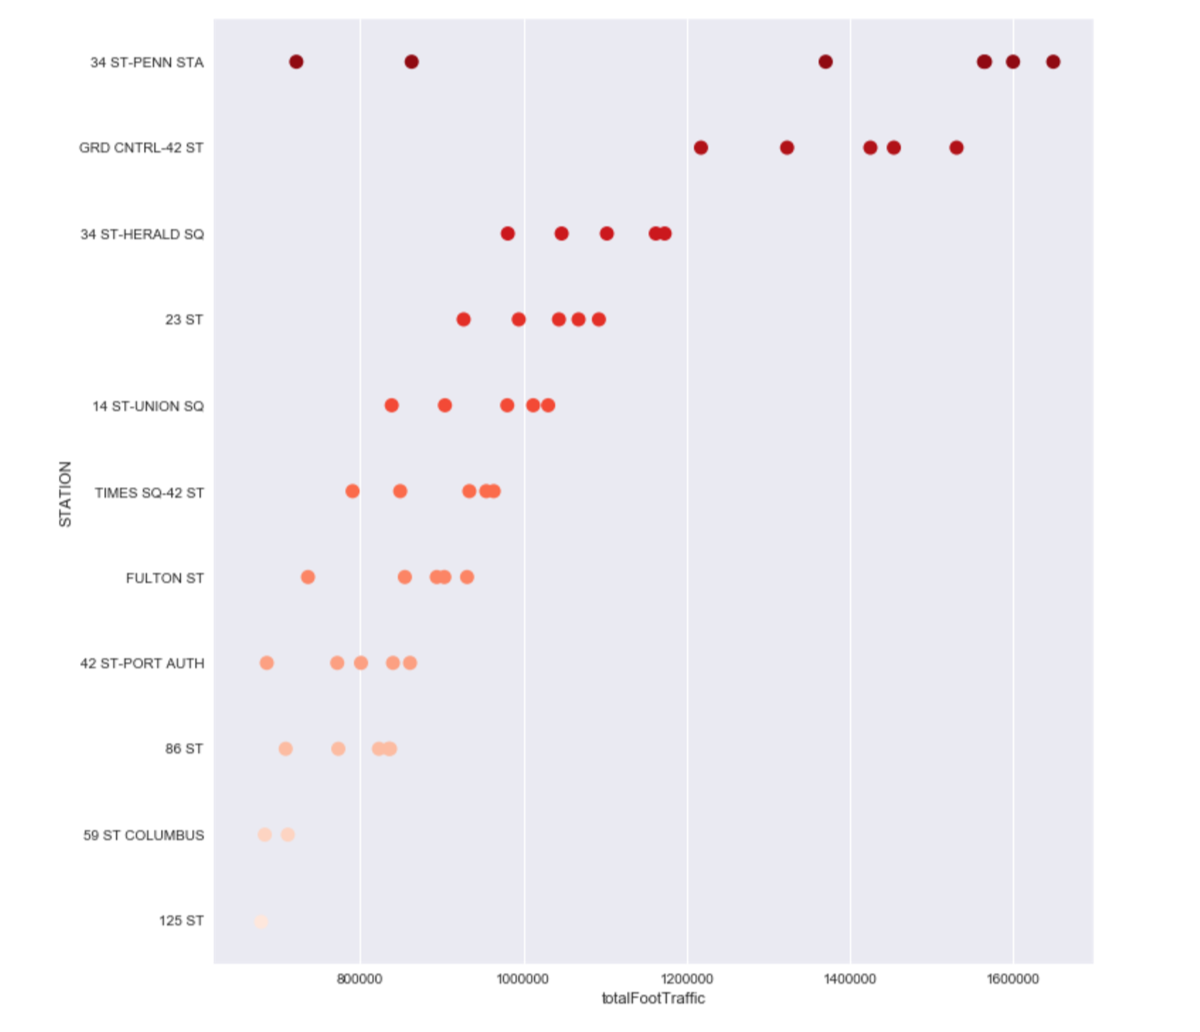 34 ST-PENN STA
GRD CNTRL-42 ST
34 ST-HERALD SQ
23 ST
14 ST-UNION SQ
TIMES SQ-42 ST
FULTON ST
42 ST-PORT AUTH
86 ST
59 ST COLUMBUS
125 ST
STATION
800000 1000000 1200000 1400000 1600000
totalFootTraffic